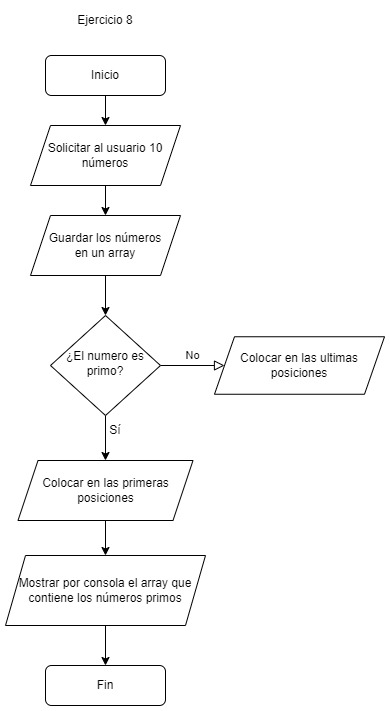 Ejercicio 8
Inicio
Solicitar al usuario 10
números
Guardar los números
en un array
¿El numero es
primo?
No
Colocar en las ultimas
posiciones
Sí
Colocar en las primeras
posiciones
Mostrar por consola el array que
contiene los números primos
Fin